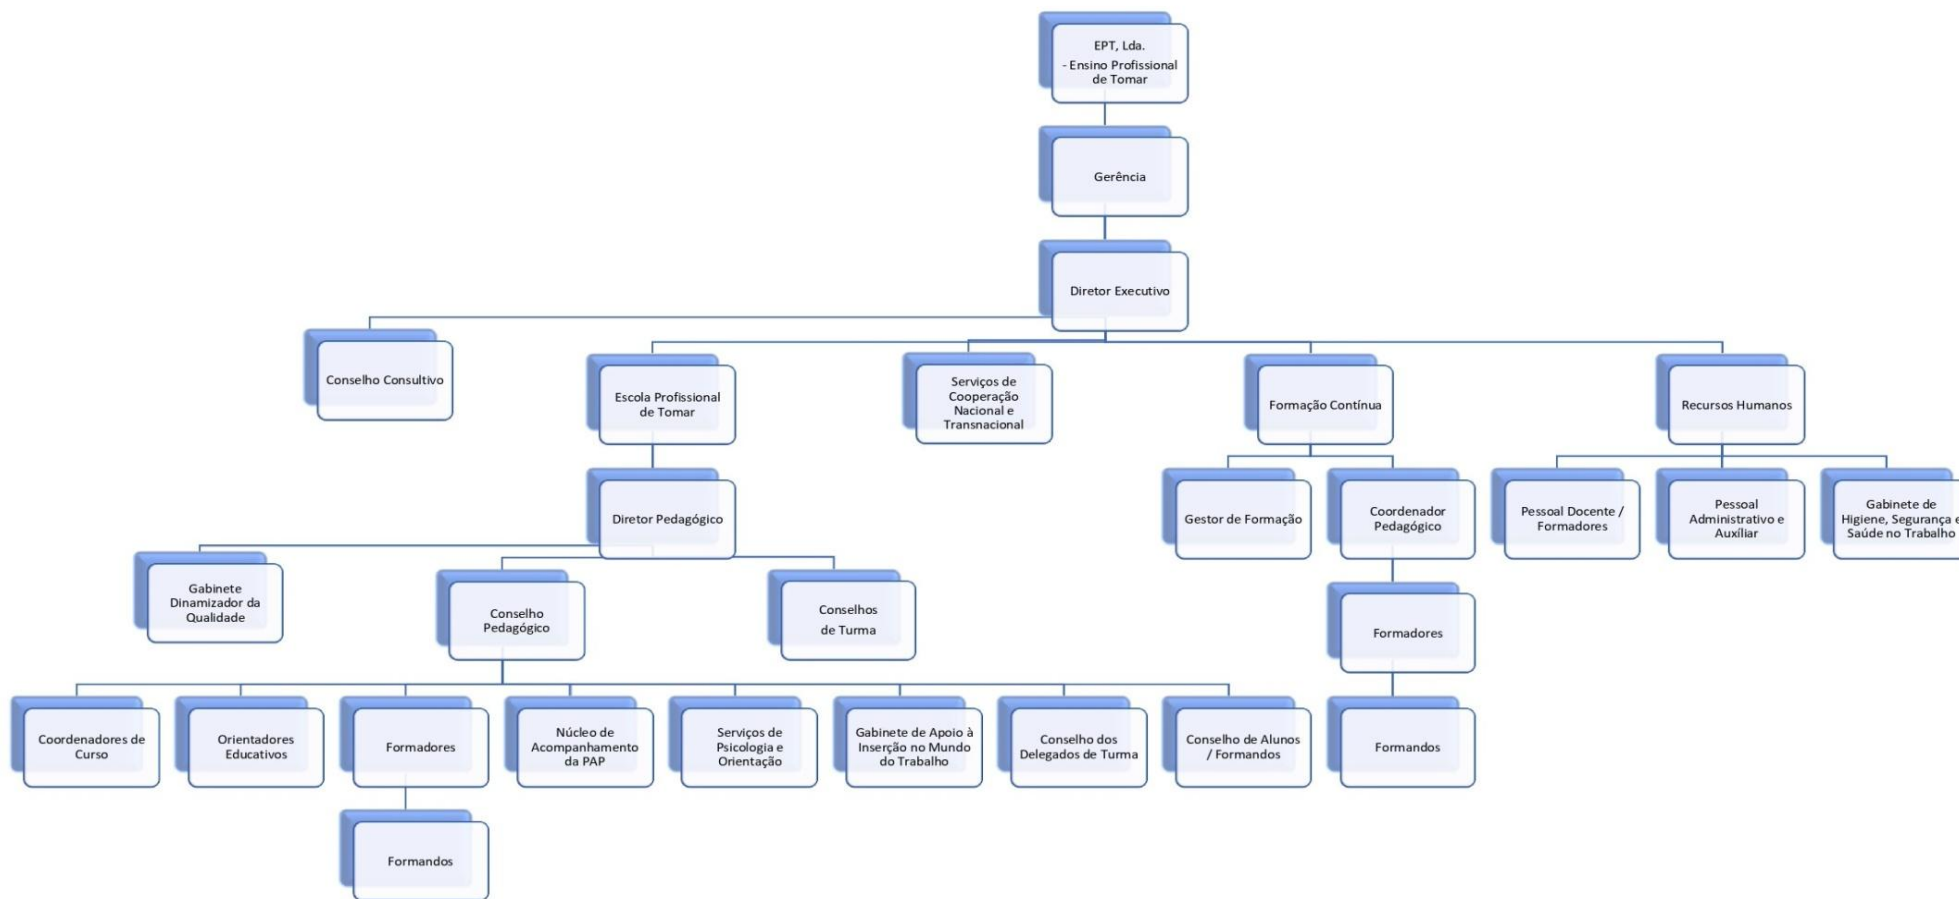 EPT, Lda.
- Ensino Profissional
de Tomar
Gerência
Diretor Executivo
Conselho Consultivo
Escola Profissional
de Tomar
Serviços de
Cooperação
Nacional e
Transnacional
Formação Contínua
Recursos Humanos
Diretor Pedagógico
Gestor de Formação
Coordenador
Pedagógico
Pessoal Docente /
Formadores
Pessoal
Administrativo e
Auxíliar
Gabinete de
Higiene, Segurança e
Saúde no Trabalho
Gabinete
Dinamizador da
Qualidade
Conselho
Pedagógico
Conselhos
de Turma
Formadores
Coordenadores de
Curso
Orientadores
Educativos
Formadores
Núcleo de
Acompanhamento
da PAP
Serviços de
Psicologia e
Orientação
Gabinete de Apoio à
Inserção no Mundo
do Trabalho
Conselho dos
Delegados de Turma
Conselho de Alunos
/ Formandos
Formandos
Formandos